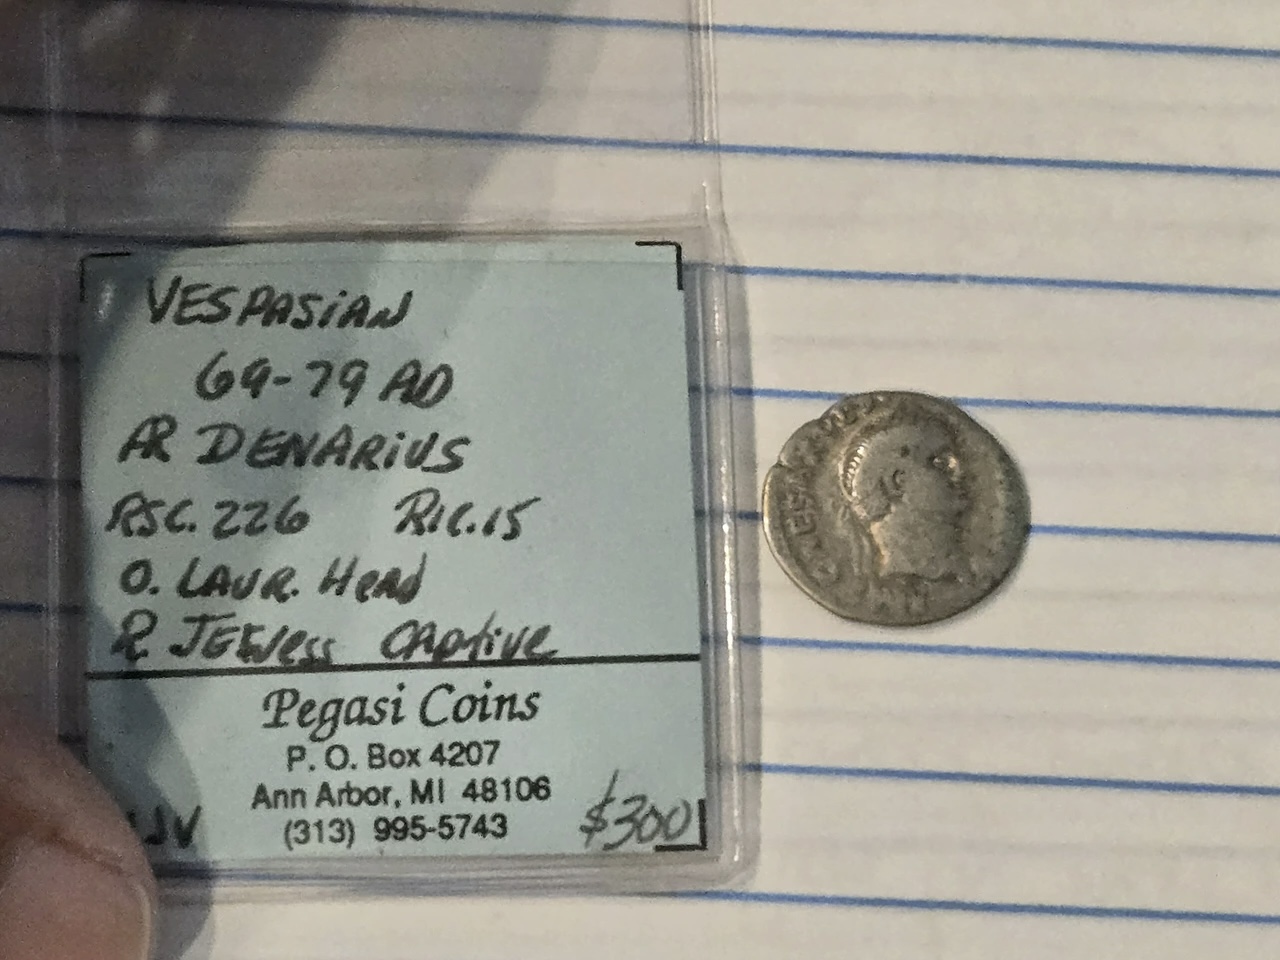 VESPASiAN
69-79 AD
AR DENARiUS
RSC. 226 RIC.15
O. LAUR. HEAD
R JEWess CAptive
Pegasi Coins
P. O. Box 4207
Ann Arbor, MI 48106
(313) 995-5743
$300